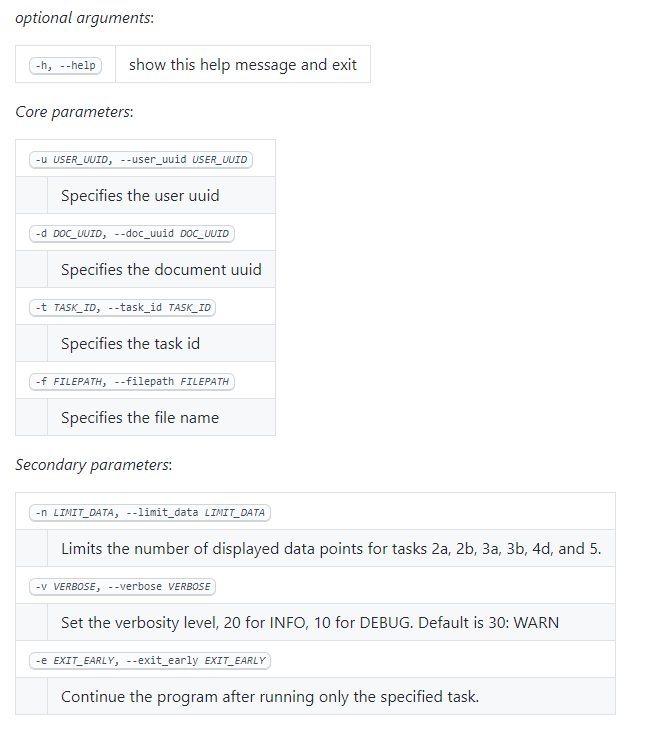 optional arguments:
-h, --help show this help message and exit
Core parameters:
-u USER_UUID, --user_uuid USER_UUID
Specifies the user uuid
-d DOC_UUID, --doc_uuid DOC_UUID
Specifies the document uuid
-t TASK_ID, --task_id TASK_ID
Specifies the task id
-f FILEPATH, --filepath FILEPATH
Specifies the file name
Secondary parameters:
-n LIMIT_DATA, --limit_data LIMIT_DATA
Limits the number of displayed data points for tasks 2a, 2b, 3a, 3b, 4d, and 5.
-v VERBOSE, --verbose VERBOSE
Set the verbosity level, 20 for INFO, 10 for DEBUG. Default is 30: WARN
-e EXIT_EARLY, --exit_early EXIT_EARLY
Continue the program after running only the specified task.